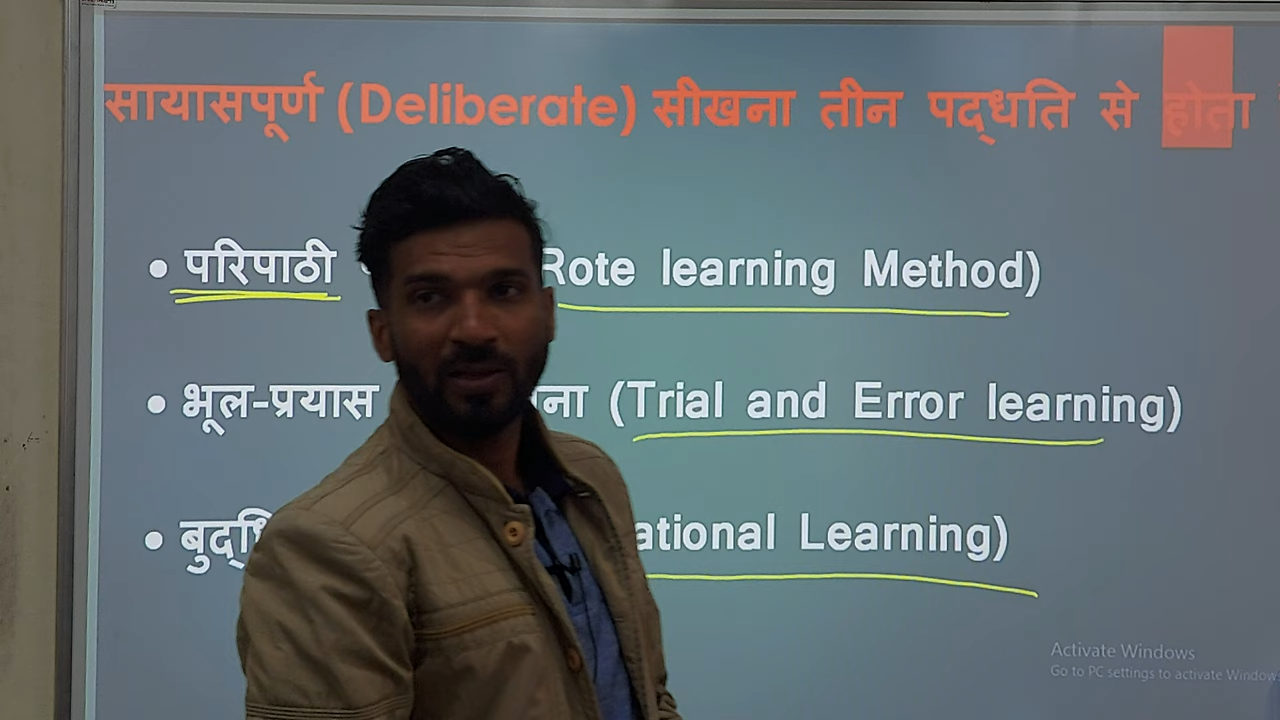 सायासपूर्ण (Deliberate) सीखना तीन पद्धति से होता
• परिपाठी Rote learning Method)
• भूल-प्रयास (Trial and Error learning)
• Learning)
Activate Windows
Go to PC settings to activate Windows